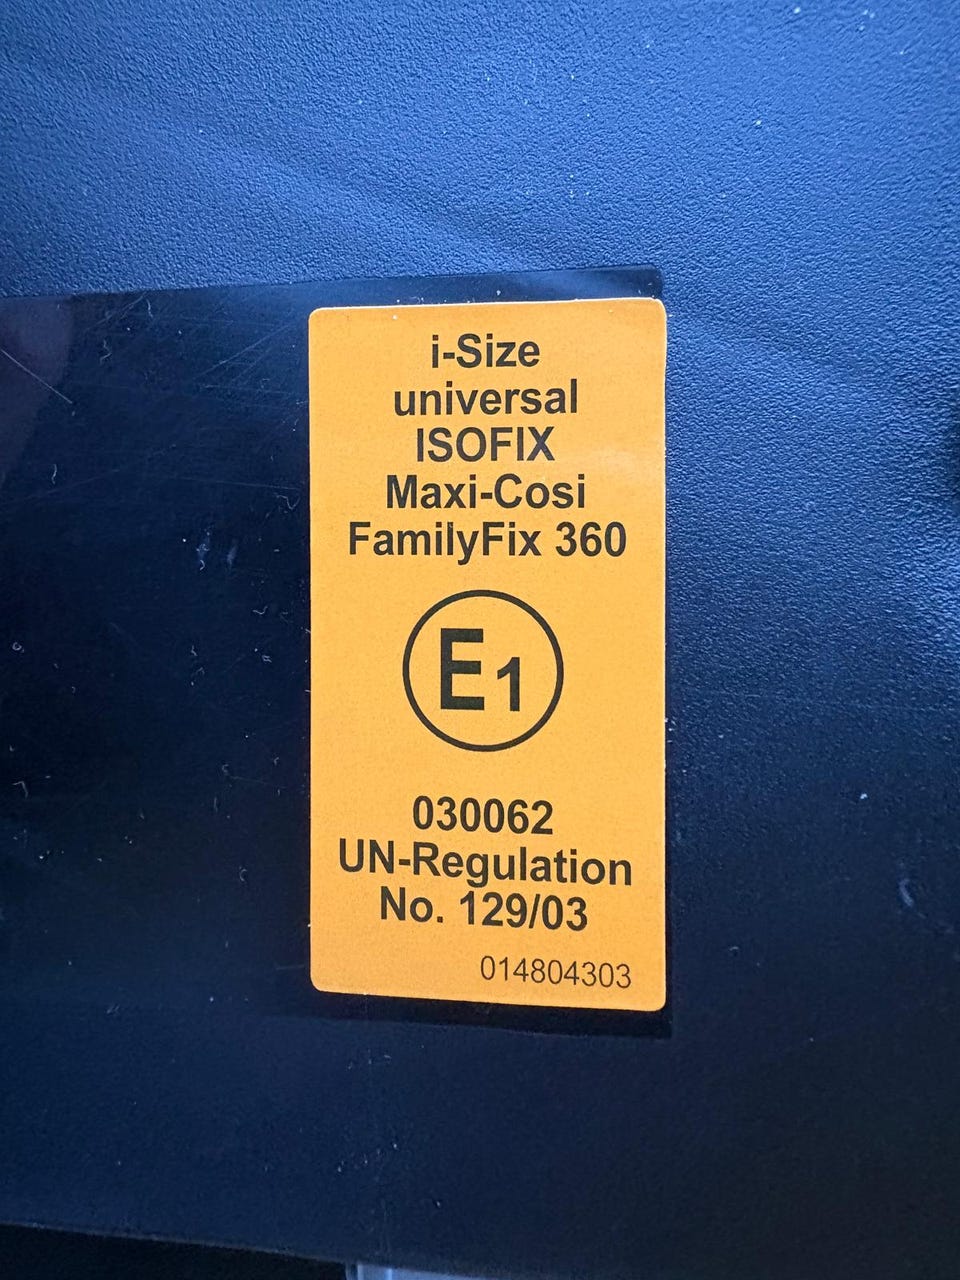 i-Size
universal
ISOFIX
Maxi-Cosi
FamilyFix 360
E1
030062
UN-Regulation
No. 129/03
014804303